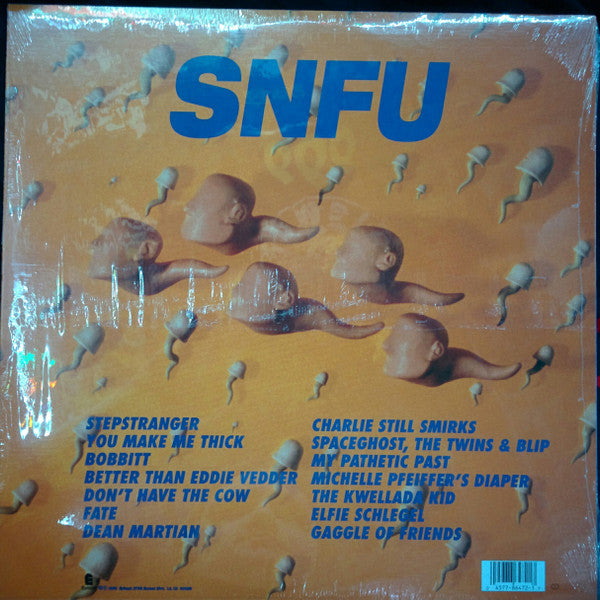 SNFU
STEPSTRANGER
YOU MAKE ME THICK
BOBBITT
BETTER THAN EDDIE VEDDER
DON'T HAVE THE COW
FATE
DEAN MARTIAN
CHARLIE STILL SMIRKS
SPACEGHOST, THE TWINS & BLIP
MY PATHETIC PAST
MICHELLE PFEIFFER'S DIAPER
THE KWELLADA KID
ELFIE SCHLEGEL
GAGGLE OF FRIENDS